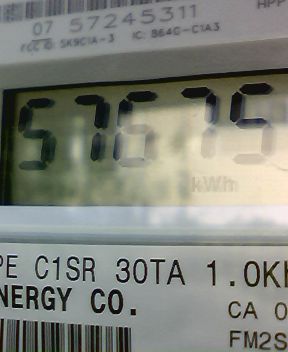 07 57245311
FCC ID: SK9C1A-3 IC: 864G-C1A3
57675
kWh
PE C1SR 30TA 1.0K
NERGY CO.
CA 0
FM2S